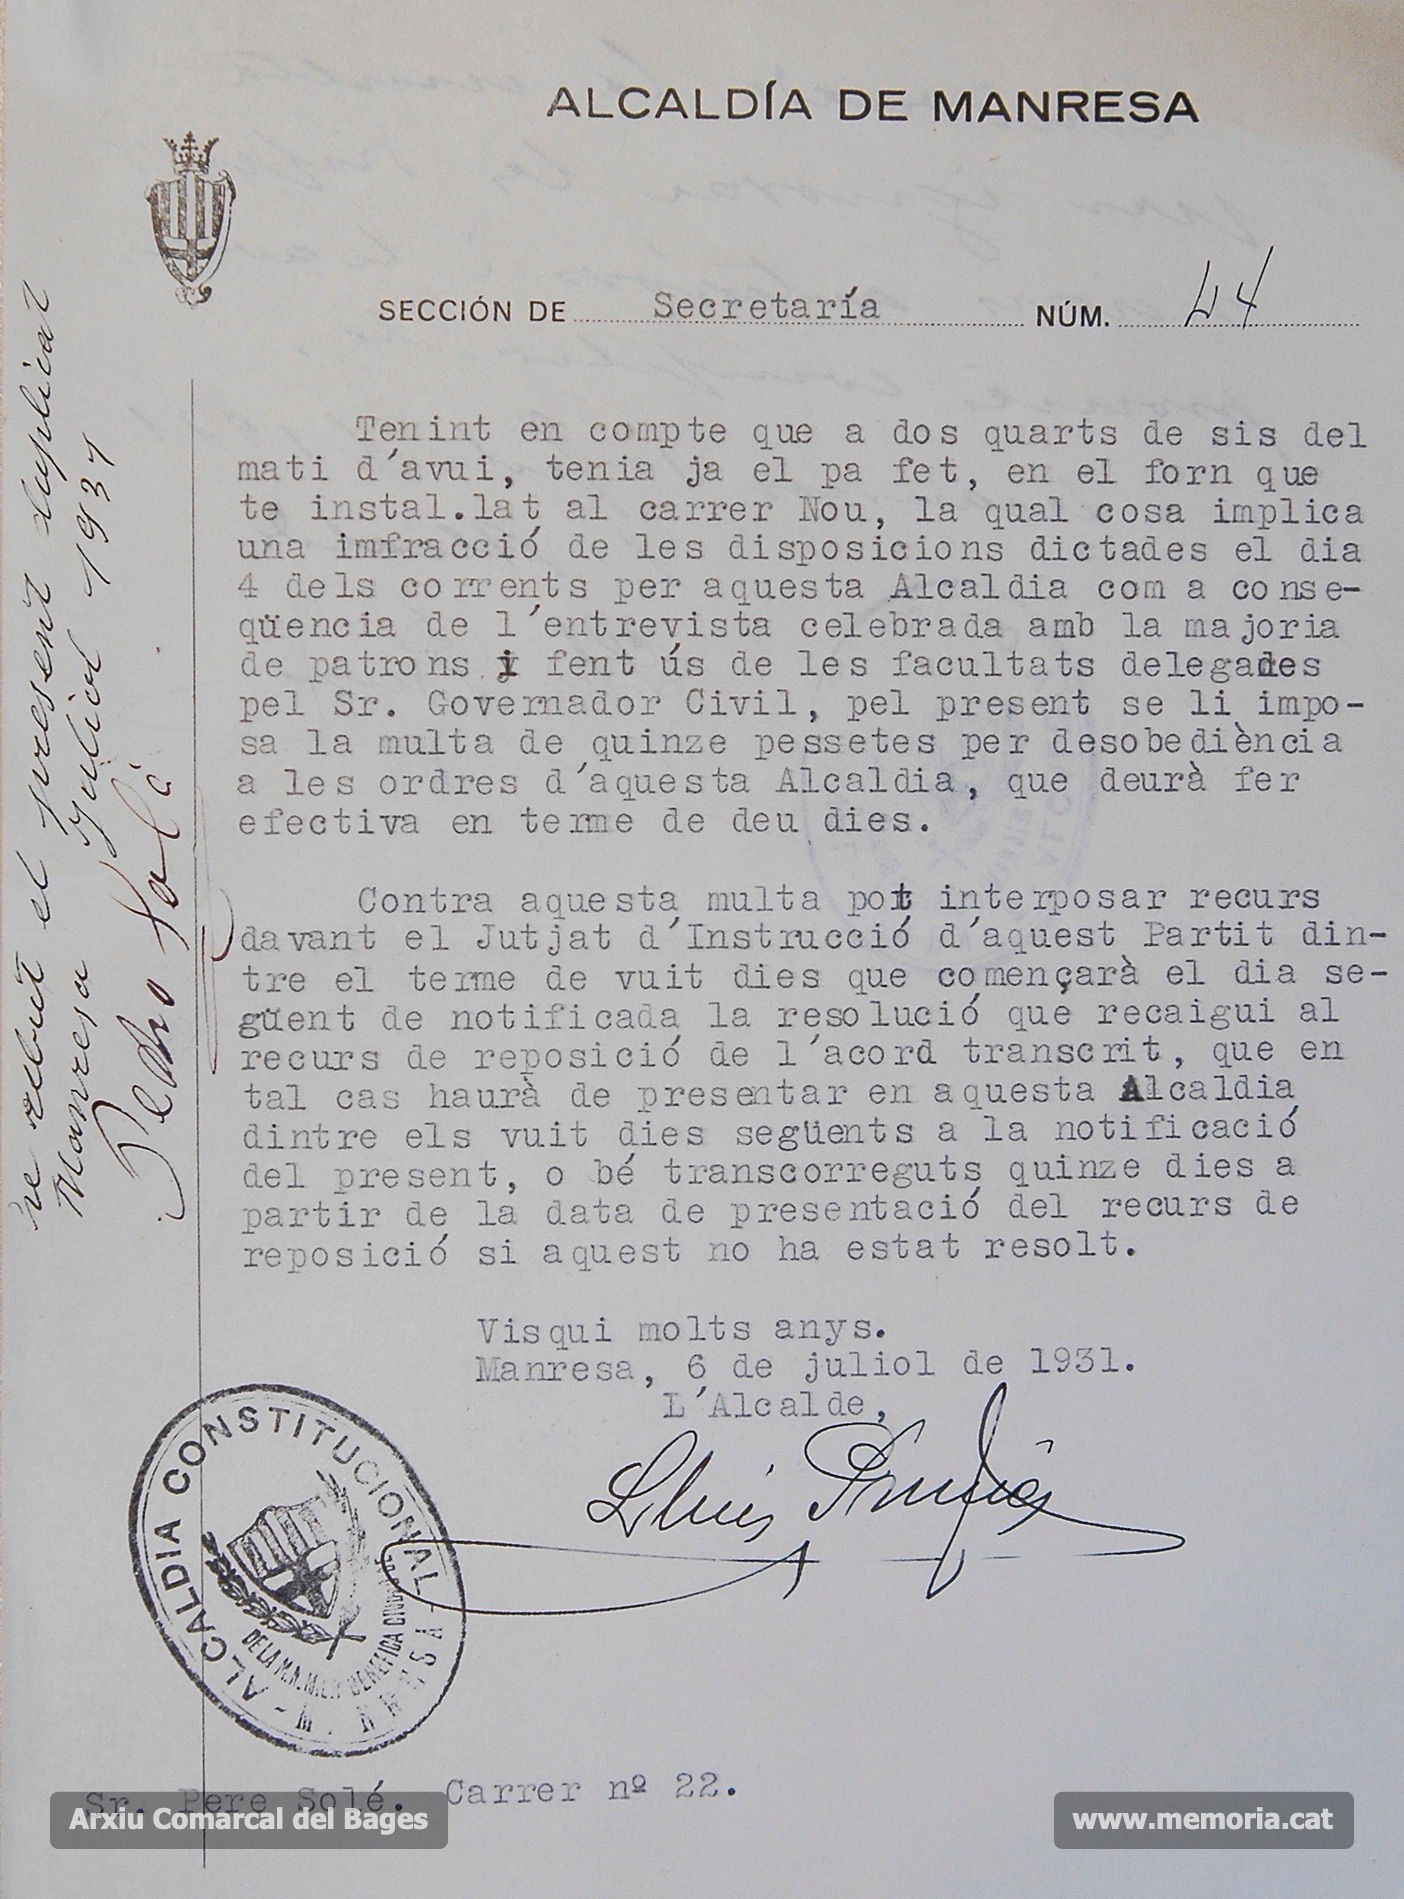 ALCALDÍA DE MANRESA
SECCIÓN DE Secretaría NÚM. 44
Tenint en compte que a dos quarts de sis del
mati d'avui, tenia ja el pa fet, en el forn que
te instal.lat al carrer Nou, la qual cosa implica
una imfracció de les disposicions dictades el dia
4 dels corrents per aquesta Alcaldia com a conse-
qüencia de l'entrevista celebrada amb la majoria
de patrons i fent ús de les facultats delegades
pel Sr. Governador Civil, pel present se li impo-
sa la multa de quinze pessetes per desobediència
a les ordres d'aquesta Alcaldia, que deurà fer
efectiva en terme de deu dies.
Contra aquesta multa pot interposar recurs
davant el Jutjat d'Instrucció d'aquest Partit din-
tre el terme de vuit dies que començarà el dia se-
güent de notificada la resolució que recaigui al
recurs de reposició de l'acord transcrit, que en
tal cas haurà de presentar en aquesta Alcaldia
dintre els vuit dies següents a la notificació
del present, o bé transcorreguts quinze dies a
partir de la data de presentació del recurs de
reposició si aquest no ha estat resolt.
Visqui molts anys.
Manresa, 6 de juliol de 1931.
L'Alcalde,
Lluis Prunés
ALCALDIA CONSTITUCIONAL
DE LA M.N. M.L. Y BENEFICA CIUDAD
MANRESA
Sr. Pere Solé. Carrer nº 22.
he rebut el present duplicat
Manresa Juliol 1931
Pedro Solé
Arxiu Comarcal del Bages
www.memoria.cat